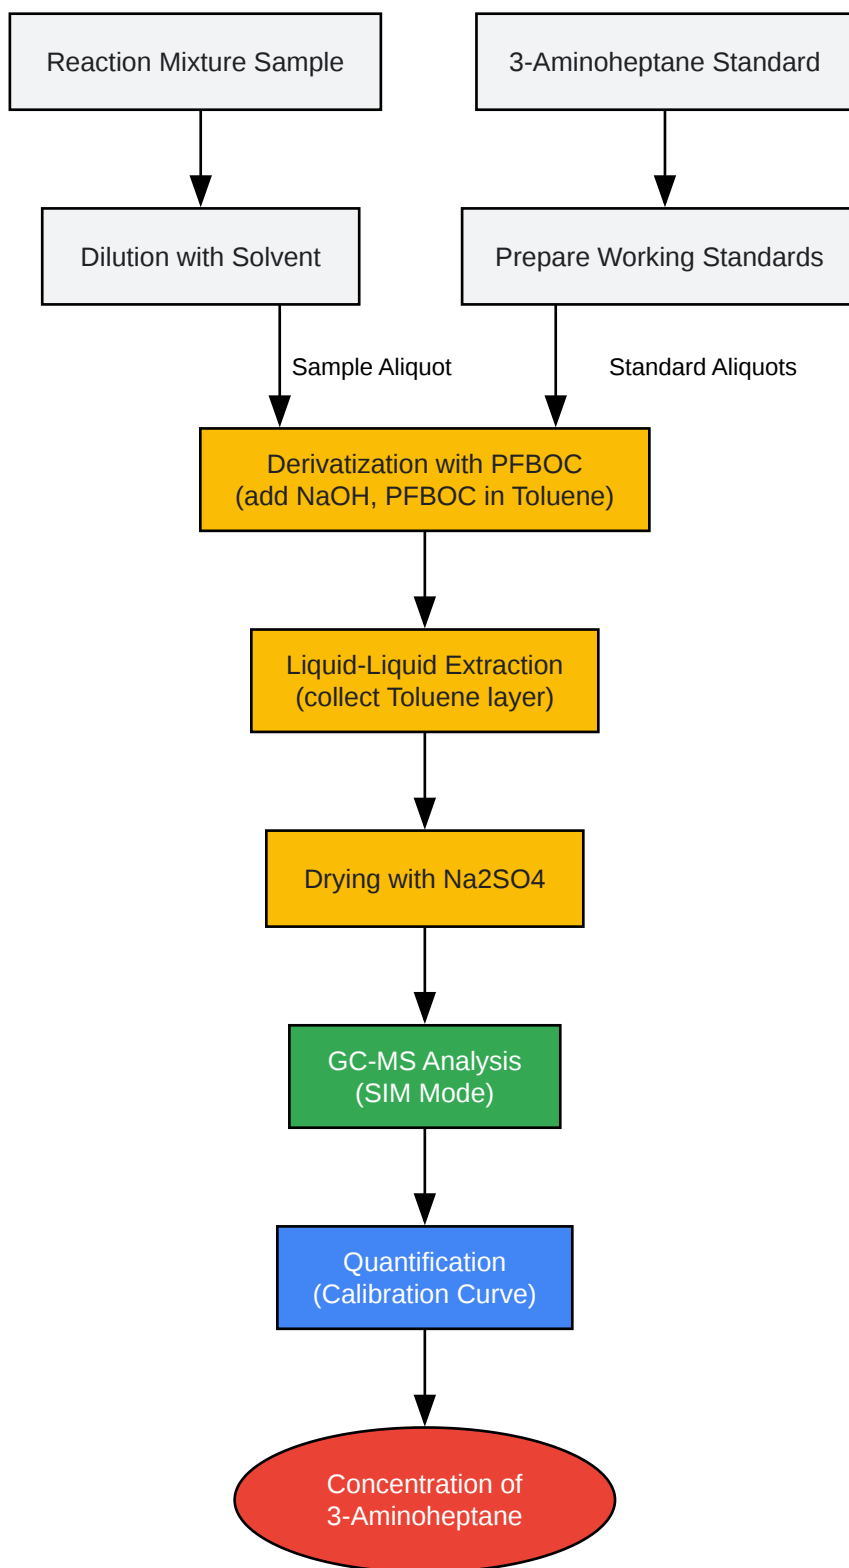 Reaction Mixture Sample
3-Aminoheptane Standard
Dilution with Solvent
Prepare Working Standards
Sample Aliquot
Standard Aliquots
Derivatization with PFBOC
(add NaOH, PFBOC in Toluene)
Liquid-Liquid Extraction
(collect Toluene layer)
Drying with Na2SO4
GC-MS Analysis
(SIM Mode)
Quantification
(Calibration Curve)
Concentration of
3-Aminoheptane